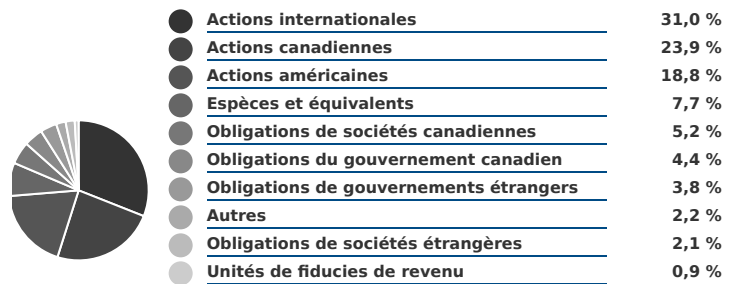 Actions internationales 31,0 %
Actions canadiennes 23,9 %
Actions américaines 18,8 %
Espèces et équivalents 7,7 %
Obligations de sociétés canadiennes 5,2 %
Obligations du gouvernement canadien 4,4 %
Obligations de gouvernements étrangers 3,8 %
Autres 2,2 %
Obligations de sociétés étrangères 2,1 %
Unités de fiducies de revenu 0,9 %